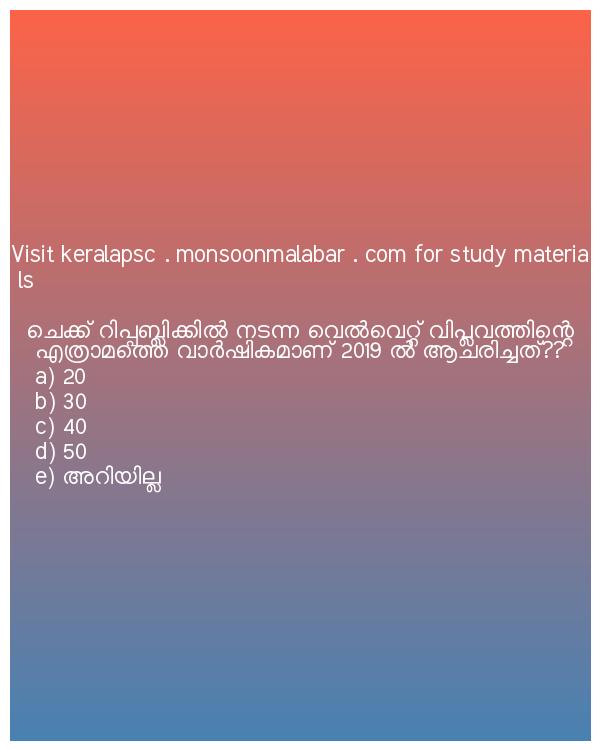 Visit keralapsc . monsoonmalabar . com for study materia
ls
ചെക്ക് റിപ്പബ്ലിക്കിൽ നടന്ന വെൽവെറ്റ് വിപ്ലവത്തിന്റെ
എത്രാമത്തെ വാർഷികമാണ് 2019 ൽ ആചരിച്ചത്??
a) 20
b) 30
c) 40
d) 50
e) അറിയില്ല